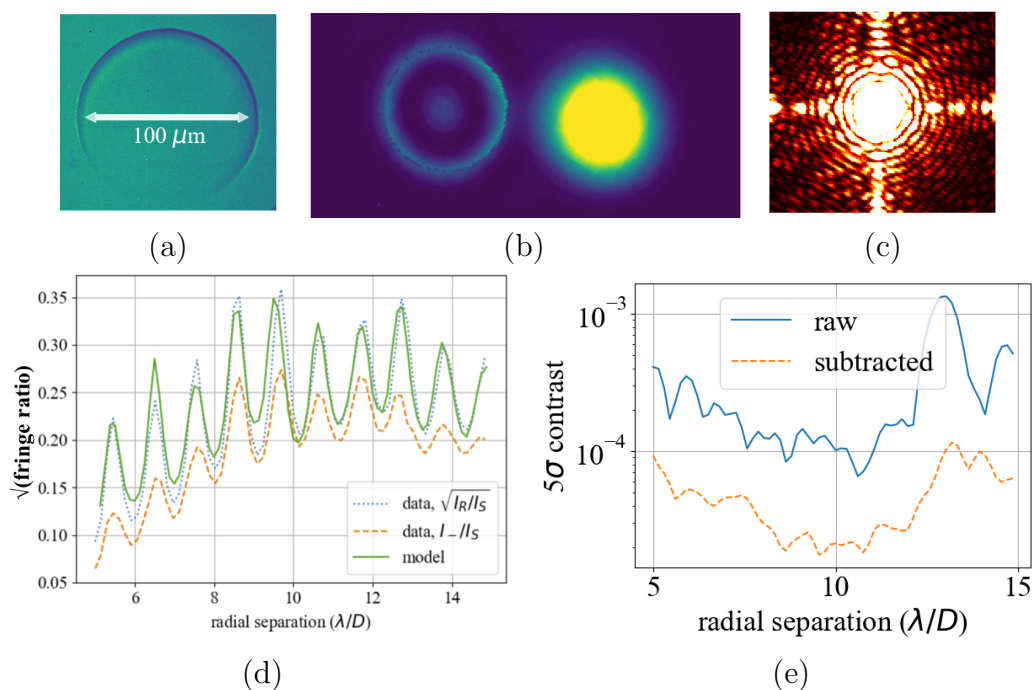 100 μm
(a)
(b)
(c)
√(fringe ratio)
0.35
0.30
0.25
0.20
0.15
0.10
0.05
data, √I_R/I_S
data, I_−/I_S
model
6
8
10
12
14
radial separation (λ/D)
(d)
5σ contrast
10⁻³
10⁻⁴
raw
subtracted
5
10
15
radial separation (λ/D)
(e)